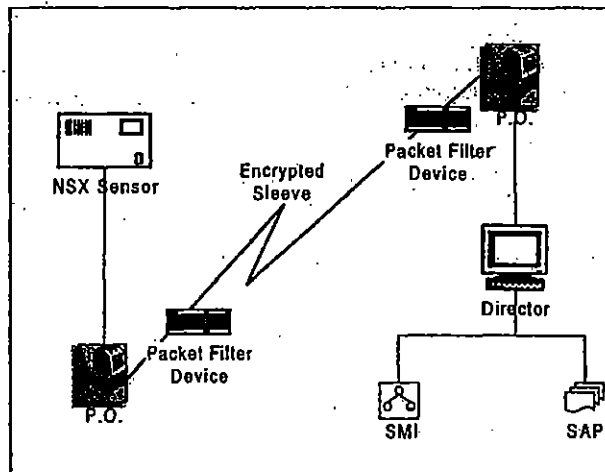 NSX Sensor
P.O.
Packet Filter
Device
Encrypted
Sleeve
P.O.
Packet Filter
Device
Director
SMI
SAP